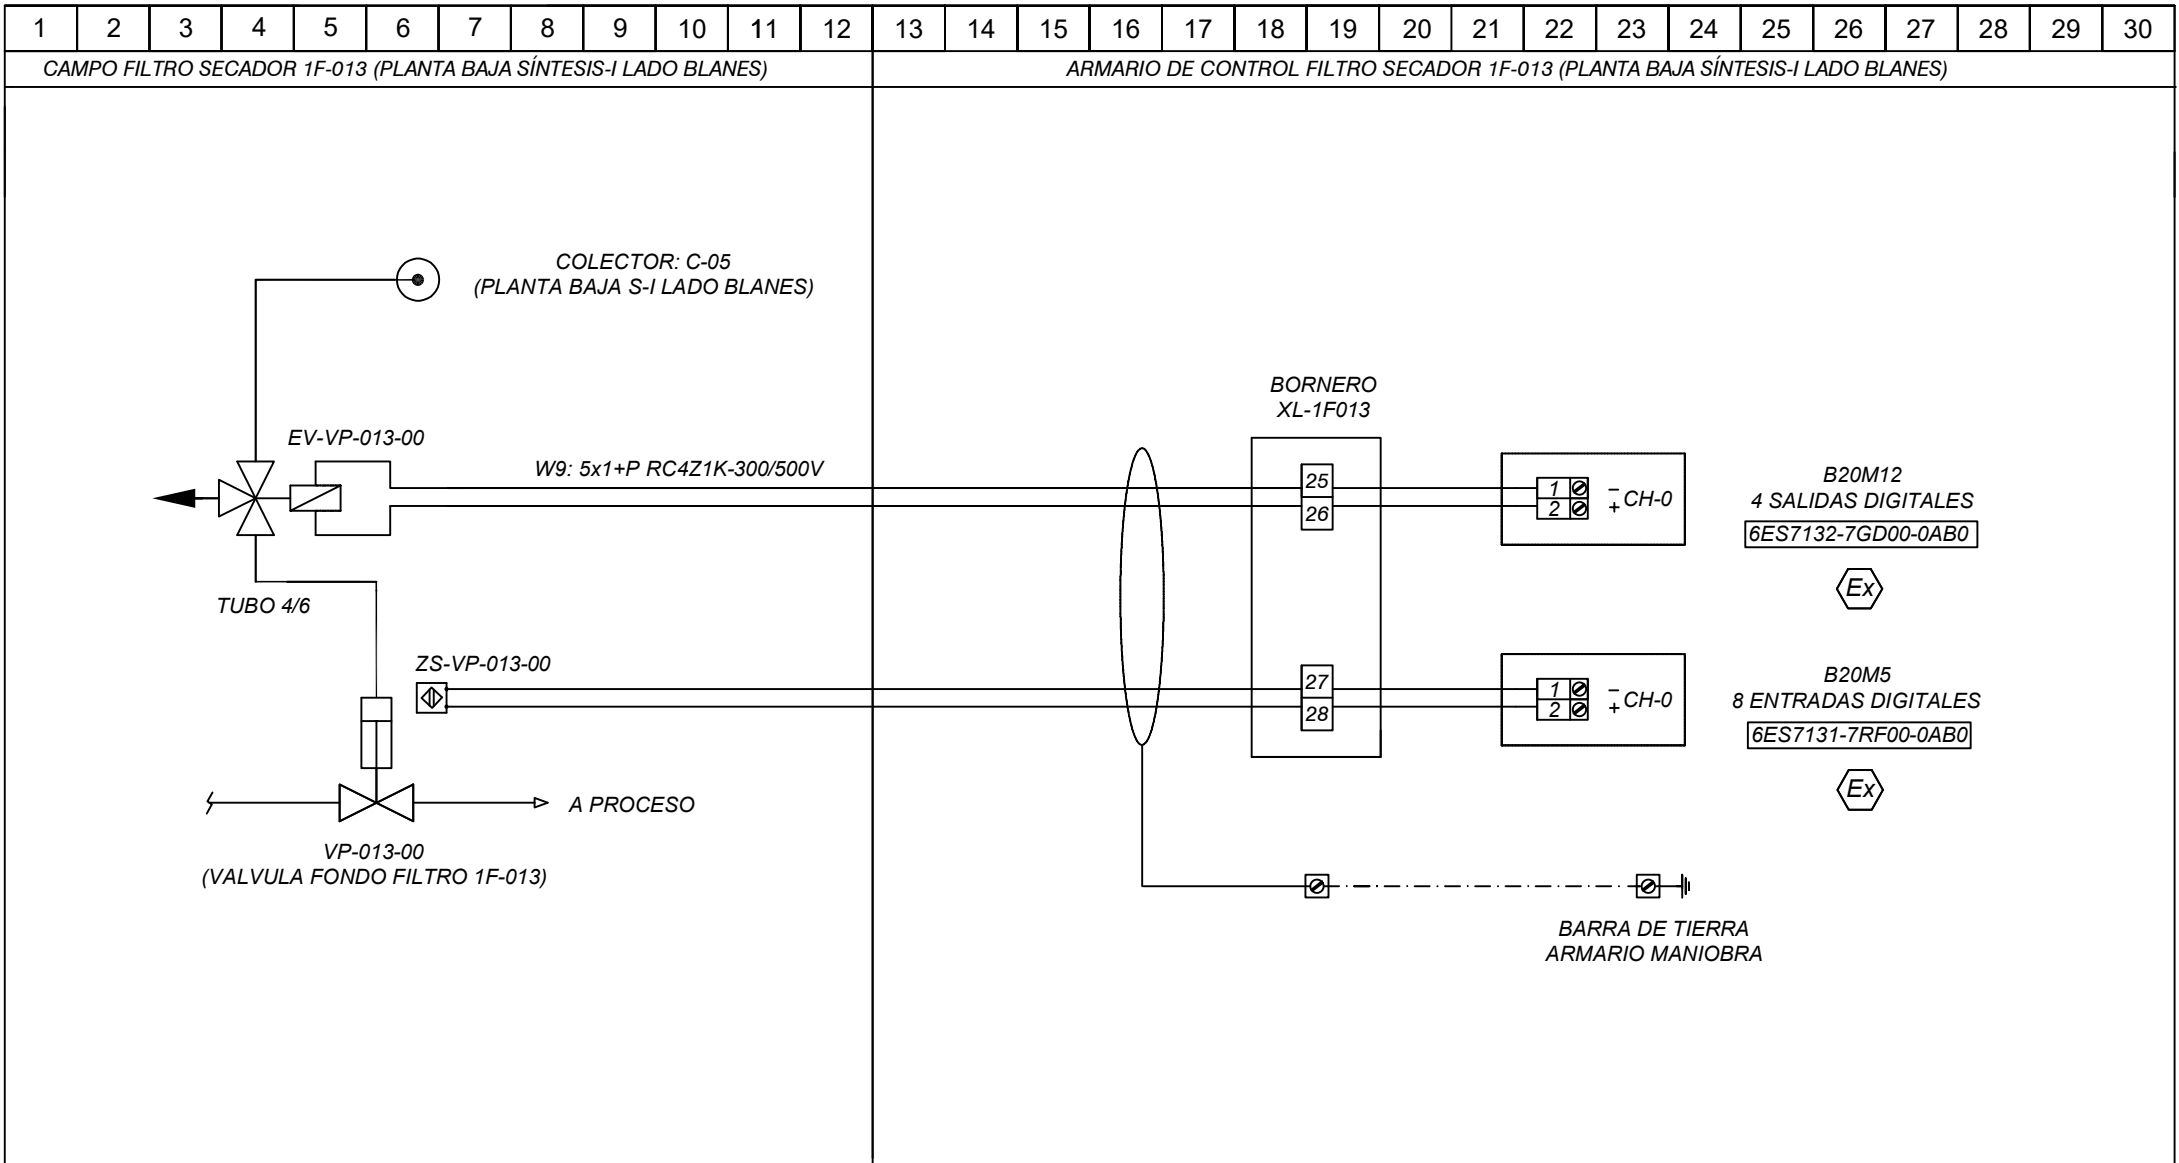 1 2 3 4 5 6 7 8 9 10 11 12 13 14 15 16 17 18 19 20 21 22 23 24 25 26 27 28 29 30
CAMPO FILTRO SECADOR 1F-013 (PLANTA BAJA SÍNTESIS-I LADO BLANES)
ARMARIO DE CONTROL FILTRO SECADOR 1F-013 (PLANTA BAJA SÍNTESIS-I LADO BLANES)
COLECTOR: C-05
(PLANTA BAJA S-I LADO BLANES)
BORNERO
XL-1F013
EV-VP-013-00
W9: 5x1+P RC4Z1K-300/500V
25
26
1
2
−
+ CH-0
B20M12
4 SALIDAS DIGITALES
6ES7132-7GD00-0AB0
Ex
TUBO 4/6
ZS-VP-013-00
27
28
1
2
−
+ CH-0
B20M5
8 ENTRADAS DIGITALES
6ES7131-7RF00-0AB0
Ex
A PROCESO
VP-013-00
(VALVULA FONDO FILTRO 1F-013)
BARRA DE TIERRA
ARMARIO MANIOBRA